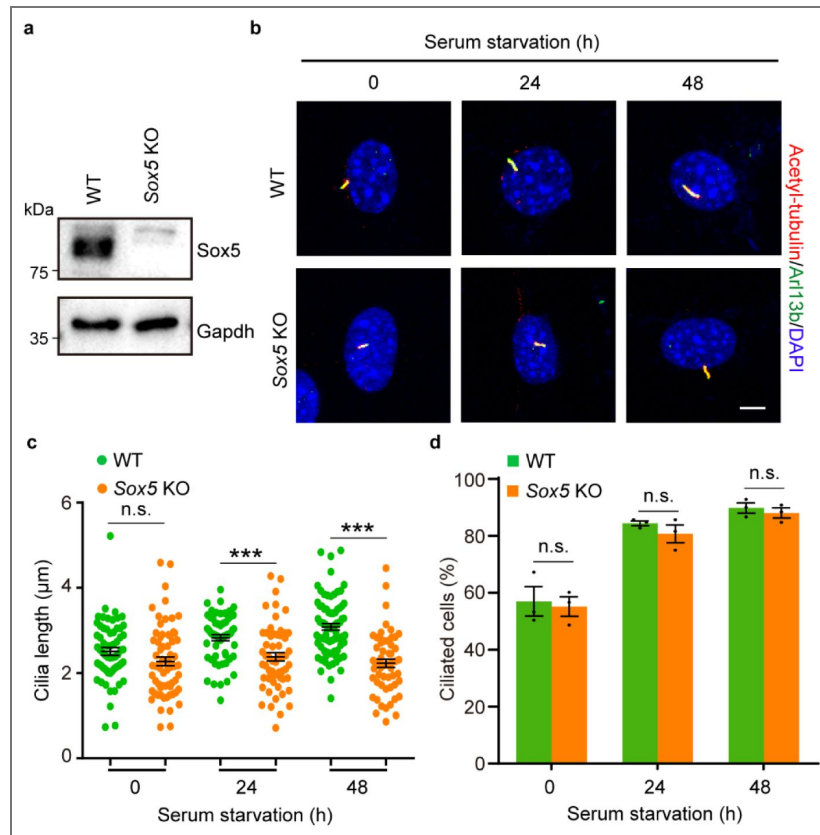 a
WT
Sox5 KO
kDa
75
Sox5
35
Gapdh
b
Serum starvation (h)
0 24 48
WT
Sox5 KO
Acetyl-tubulin/Arl13b/DAPI
c
WT
Sox5 KO
n.s.
***
***
Cilia length (μm)
6
4
2
0
0 24 48
Serum starvation (h)
d
WT
Sox5 KO
n.s.
n.s.
n.s.
Ciliated cells (%)
100
80
60
40
20
0
0 24 48
Serum starvation (h)